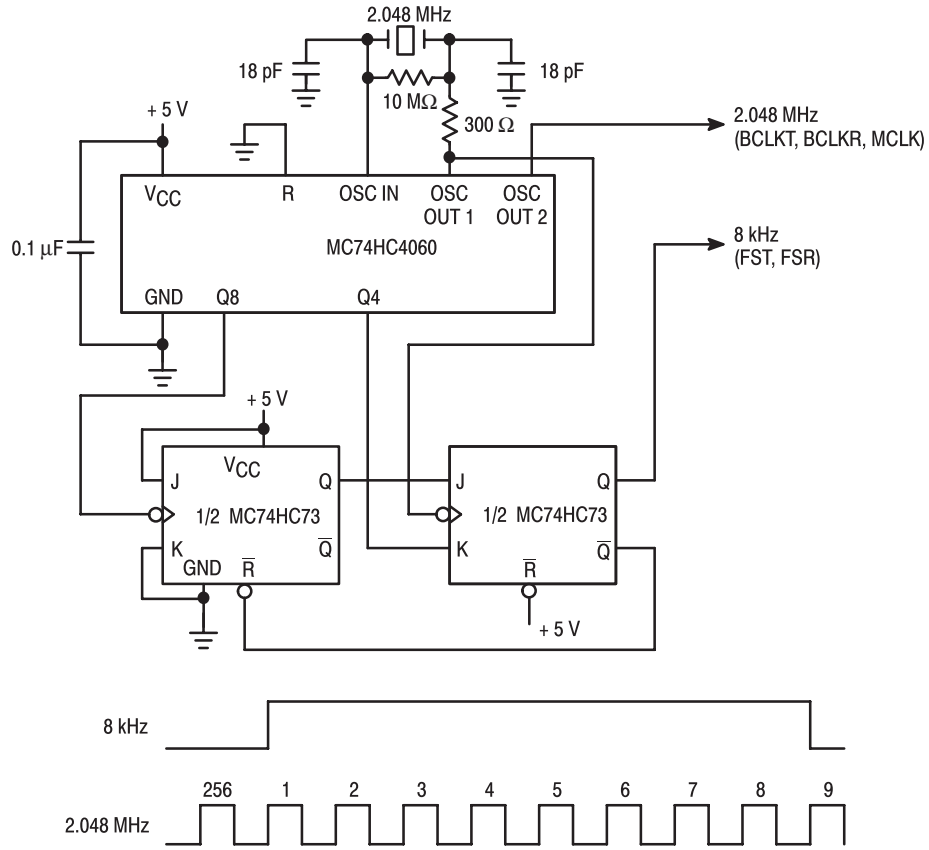 2.048 MHz
18 pF
18 pF
10 MΩ
300 Ω
+ 5 V
2.048 MHz
(BCLKT, BCLKR, MCLK)
VCC
R
OSC IN
OSC
OUT 1
OSC
OUT 2
0.1 µF
MC74HC4060
8 kHz
(FST, FSR)
GND
Q8
Q4
+ 5 V
VCC
J
Q
1/2 MC74HC73
K
Q̅
GND
R̅
J
Q
1/2 MC74HC73
K
Q̅
R̅
+ 5 V
8 kHz
256 1 2 3 4 5 6 7 8 9
2.048 MHz